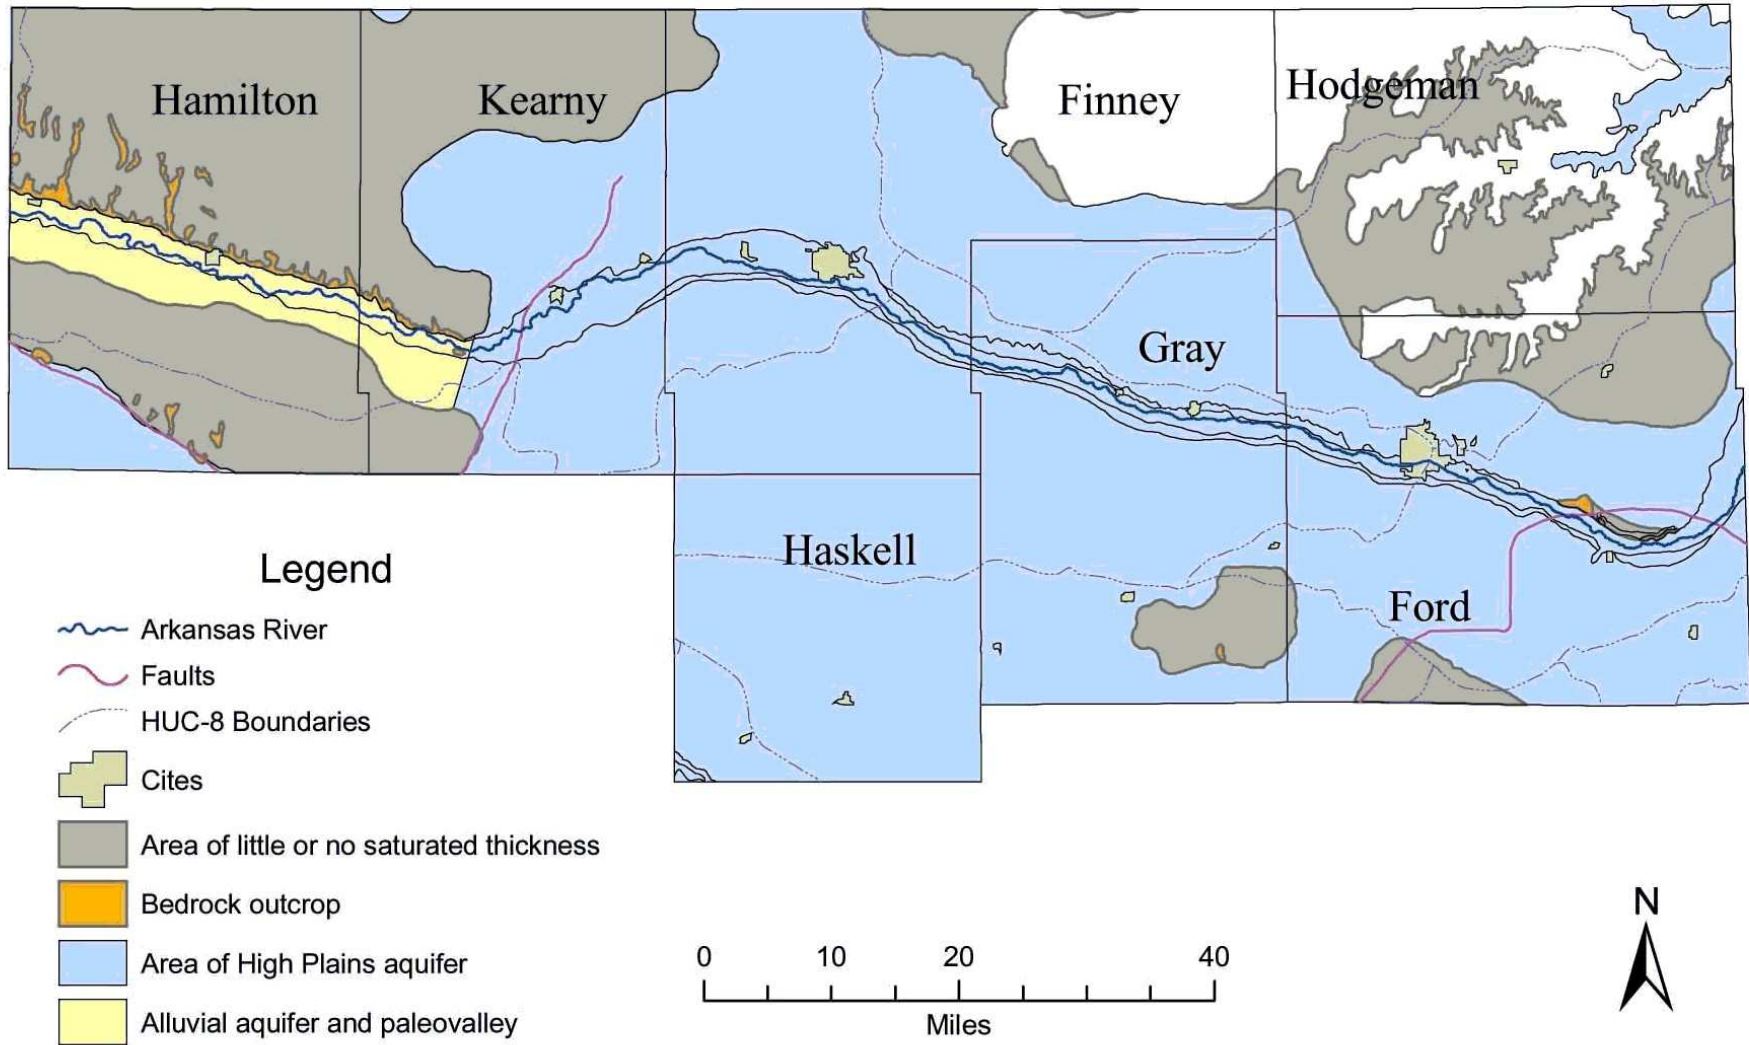 Hamilton
Kearny
Finney
Hodgeman
Gray
Haskell
Ford
Legend
Arkansas River
Faults
HUC-8 Boundaries
Cites
Area of little or no saturated thickness
Bedrock outcrop
Area of High Plains aquifer
Alluvial aquifer and paleovalley
0 10 20 40
Miles
N